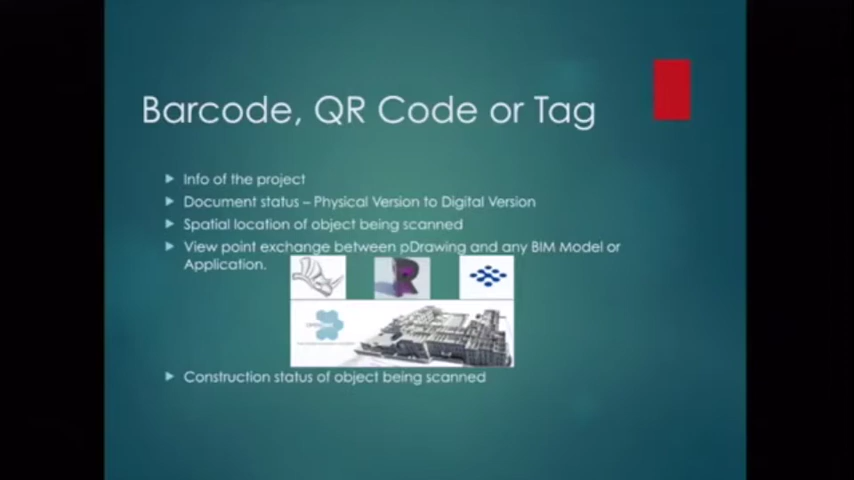 Barcode, QR Code or Tag
Info of the project
Document status – Physical Version to Digital Version
Spatial location of object being scanned
View point exchange between pDrawing and any BIM Model or
Application.
Construction status of object being scanned